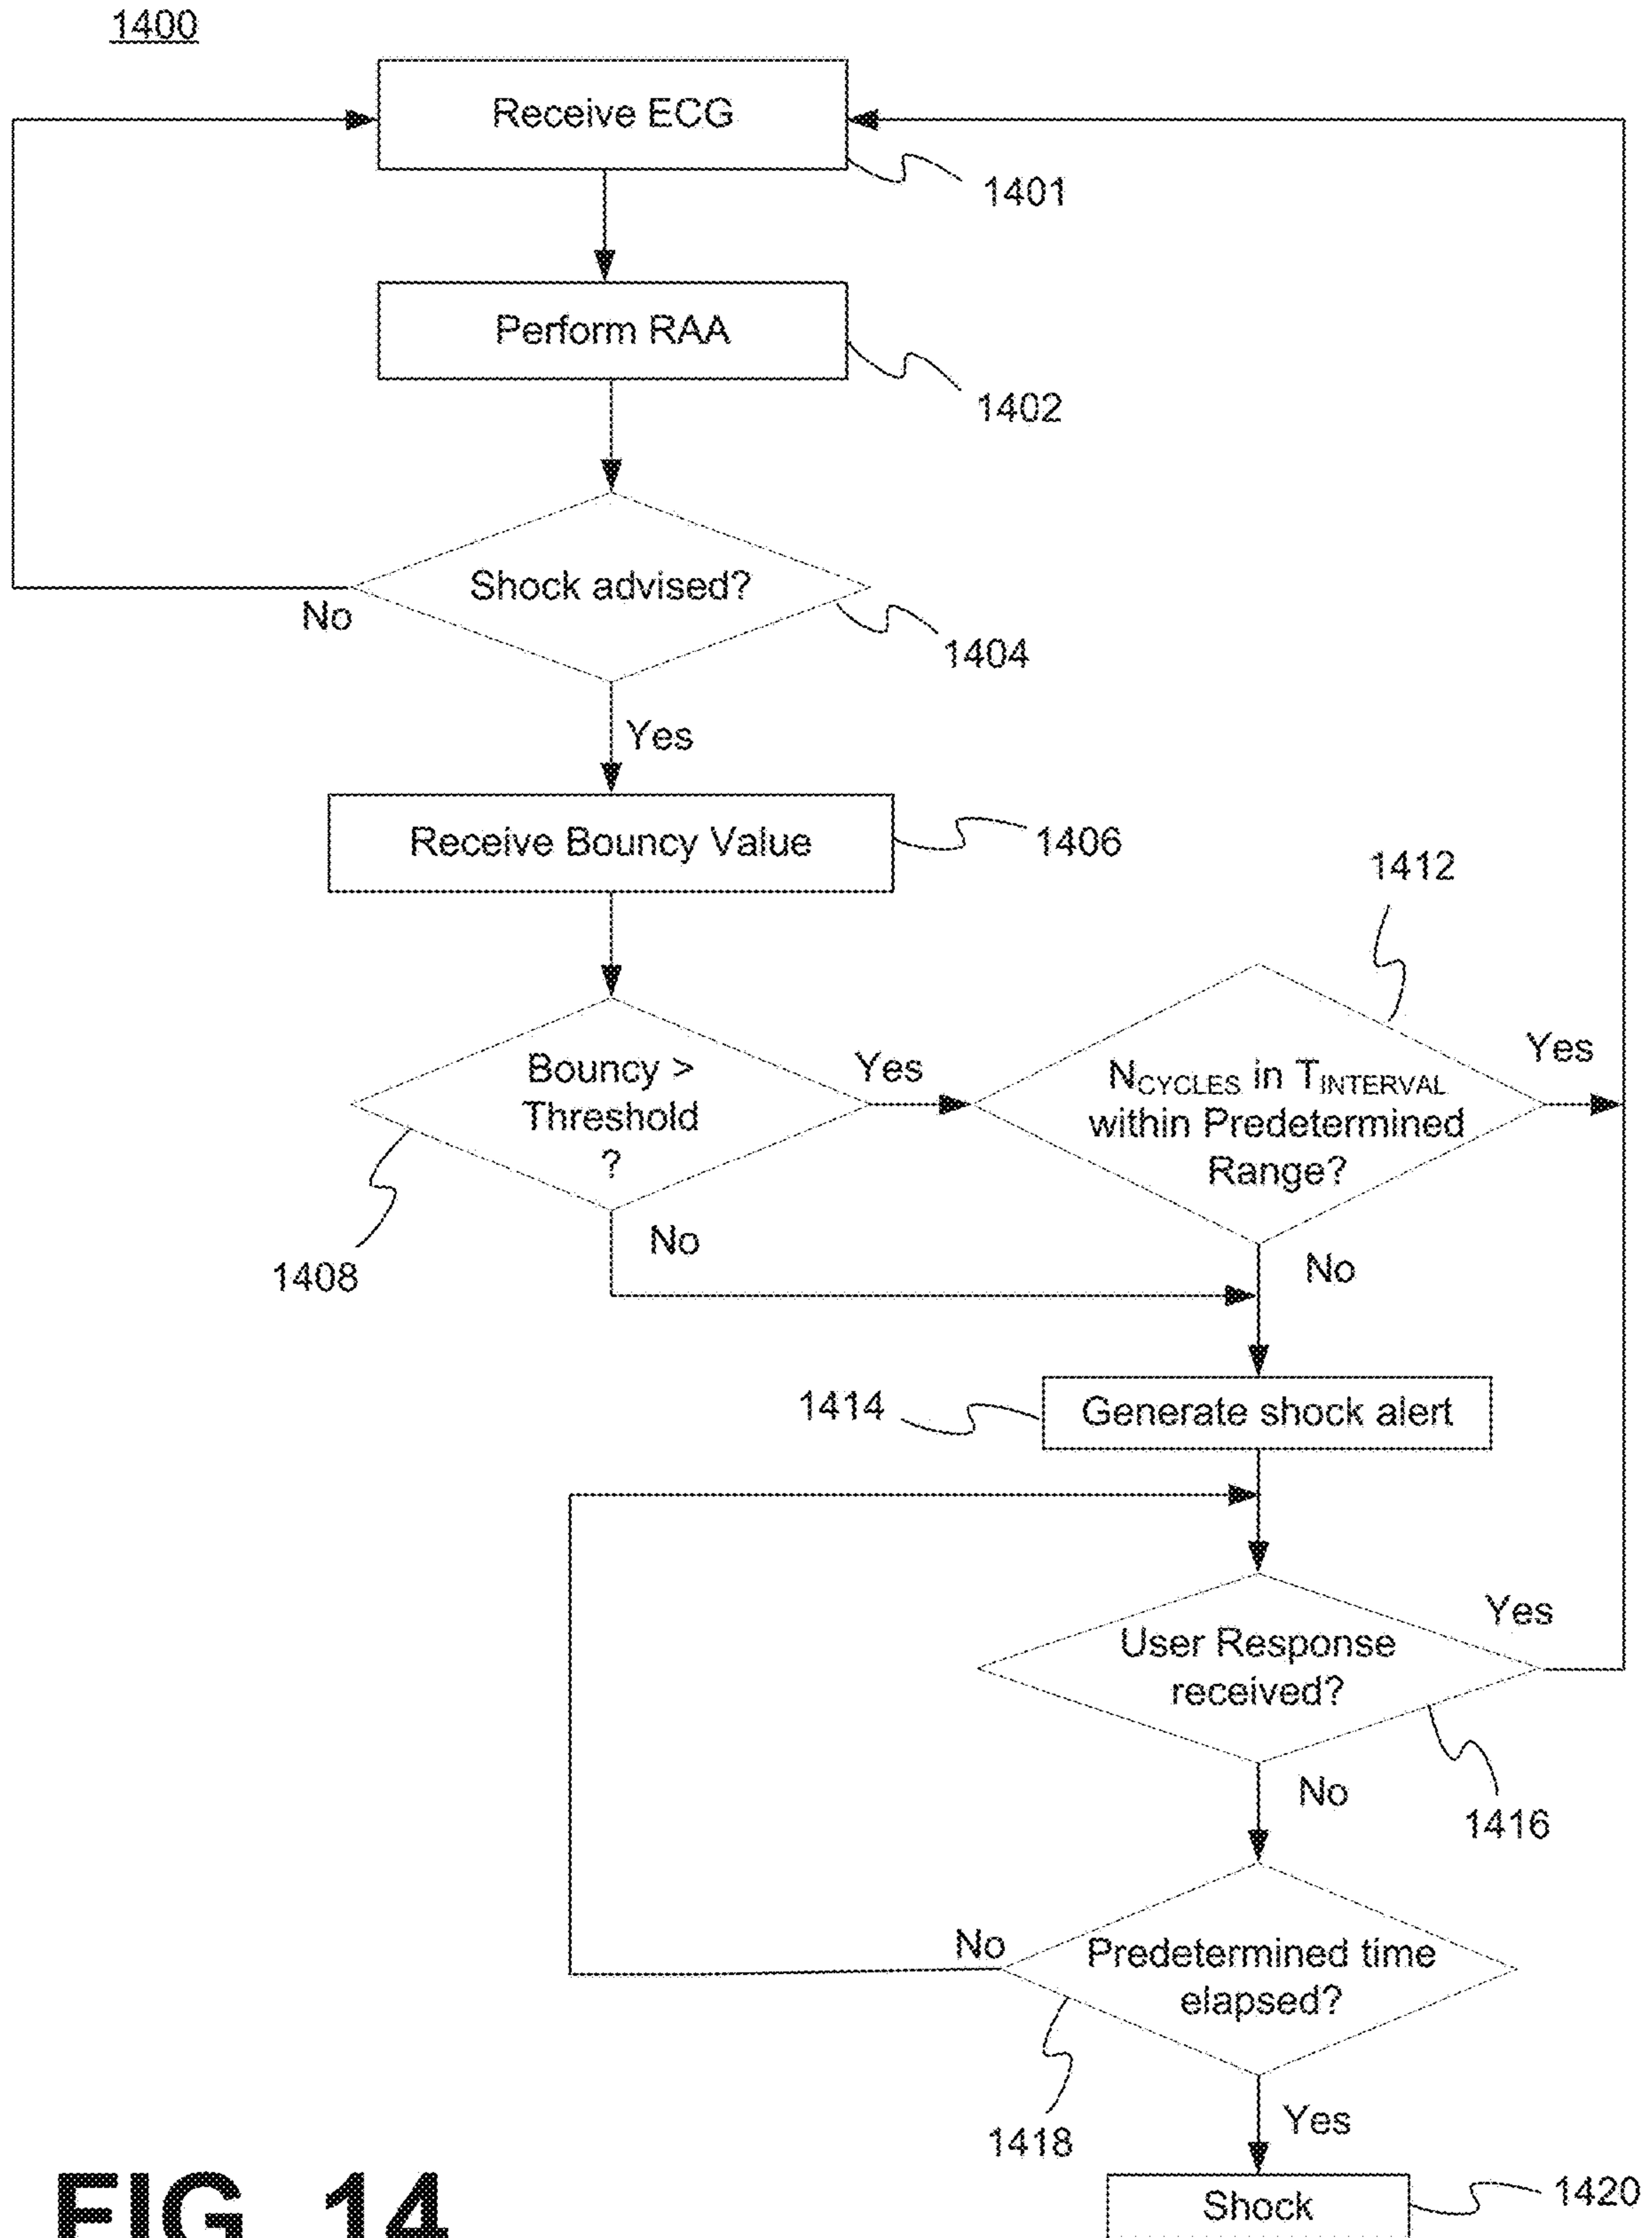 1400
Receive ECG
1401
Perform RAA
1402
Shock advised?
No
1404
Yes
Receive Bouncy Value
1406
1412
Bouncy >
Threshold
?
Yes
NCYCLES in TINTERVAL
within Predetermined
Range?
Yes
1408
No
No
1414
Generate shock alert
User Response
received?
Yes
No
1416
No
Predetermined time
elapsed?
1418
Yes
Shock
1420
FIG. 14